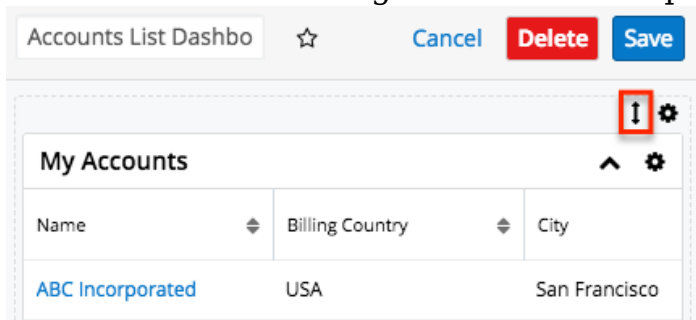 Accounts List Dashbo Cancel Delete Save
My Accounts
Name Billing Country City
ABC Incorporated USA San Francisco